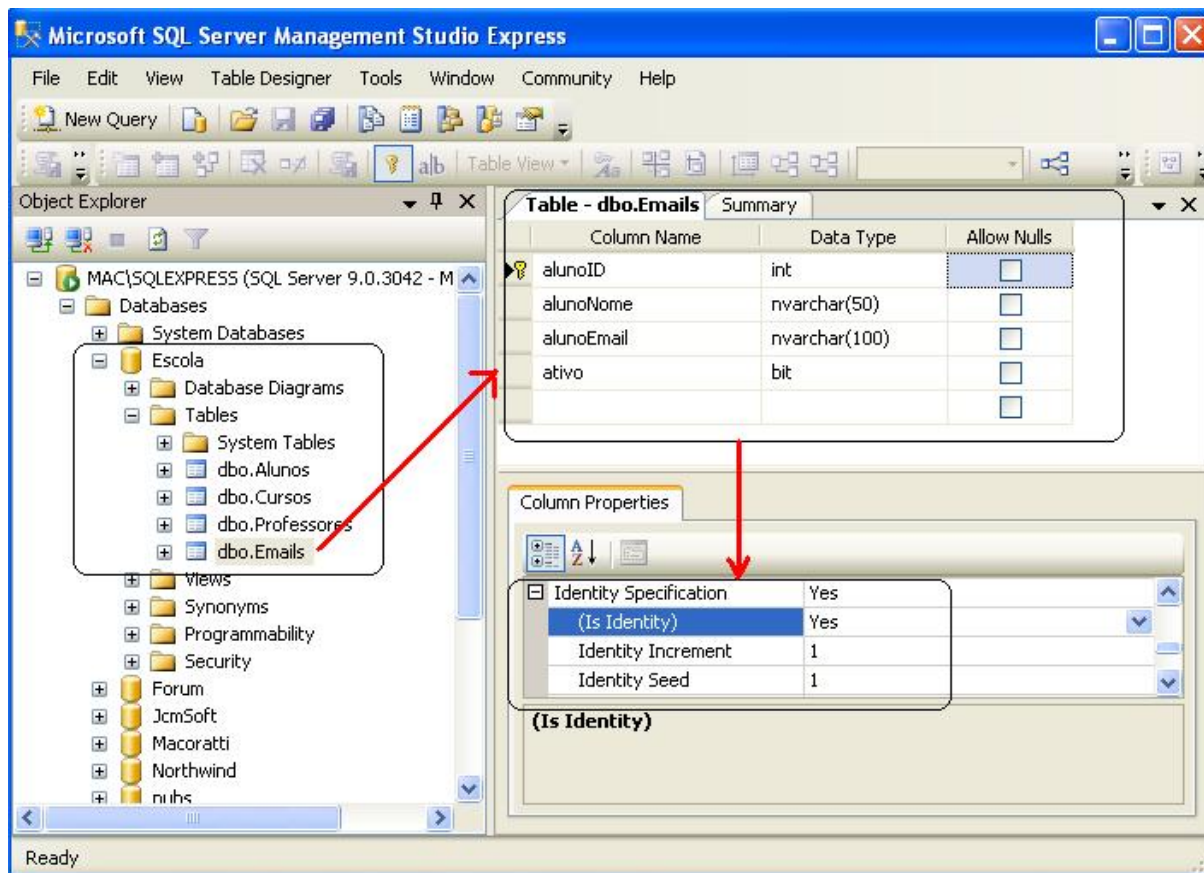 Microsoft SQL Server Management Studio Express
File Edit View Table Designer Tools Window Community Help
New Query
a|b Table View
Object Explorer
MAC\SQLEXPRESS (SQL Server 9.0.3042 - M
Databases
System Databases
Escola
Database Diagrams
Tables
System Tables
dbo.Alunos
dbo.Cursos
dbo.Professores
dbo.Emails
Views
Synonyms
Programmability
Security
Forum
JcmSoft
Macoratti
Northwind
pubs
Table - dbo.Emails Summary
Column Name Data Type Allow Nulls
alunoID int
alunoNome nvarchar(50)
alunoEmail nvarchar(100)
ativo bit
Column Properties
Identity Specification Yes
(Is Identity) Yes
Identity Increment 1
Identity Seed 1
(Is Identity)
Ready